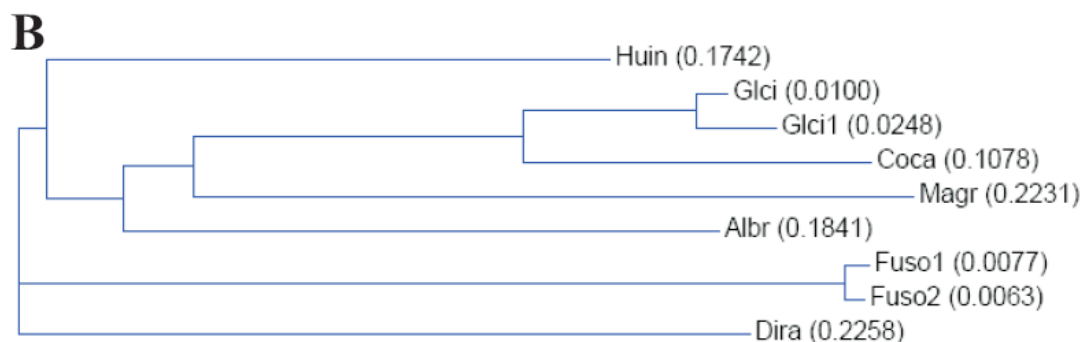 B
Huin (0.1742)
Glci (0.0100)
Glci1 (0.0248)
Coca (0.1078)
Magr (0.2231)
Albr (0.1841)
Fuso1 (0.0077)
Fuso2 (0.0063)
Dira (0.2258)